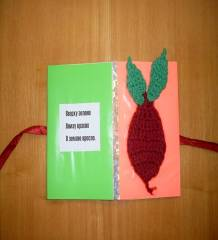 Вверху зелено
Внизу красно
В землю вросло.